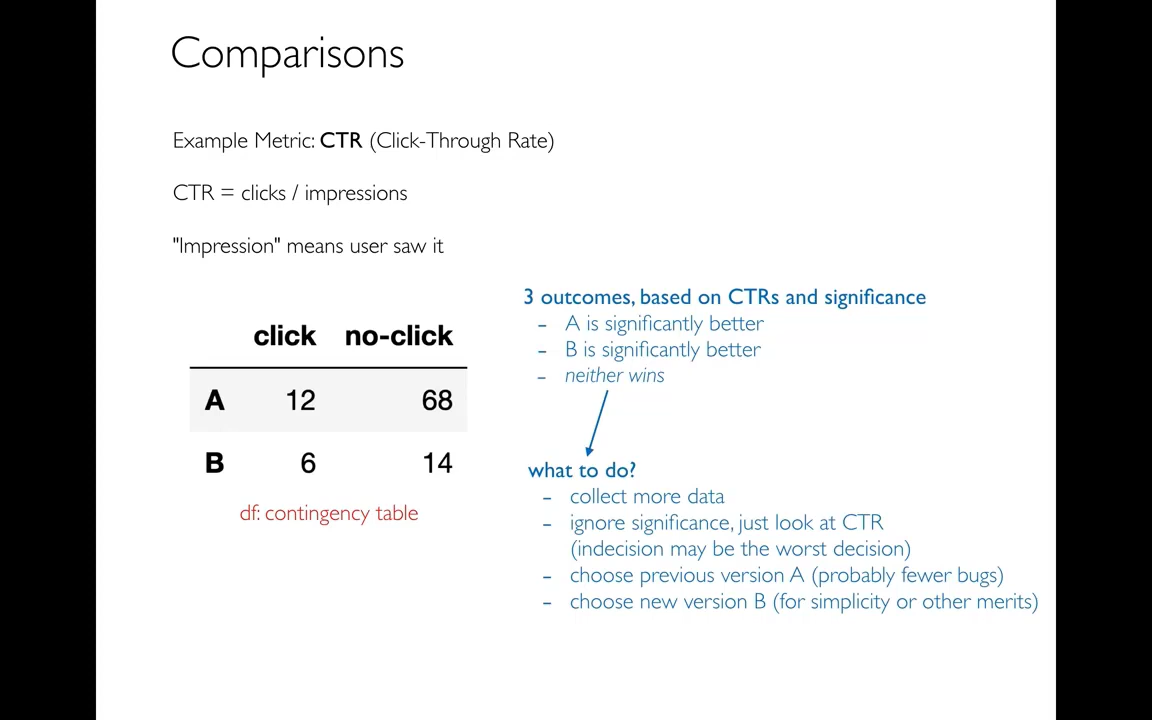 Comparisons
Example Metric: CTR (Click-Through Rate)
CTR = clicks / impressions
"Impression" means user saw it
click no-click
A 12 68
B 6 14
df: contingency table
3 outcomes, based on CTRs and significance
- A is significantly better
- B is significantly better
- neither wins
what to do?
- collect more data
- ignore significance, just look at CTR
(indecision may be the worst decision)
- choose previous version A (probably fewer bugs)
- choose new version B (for simplicity or other merits)